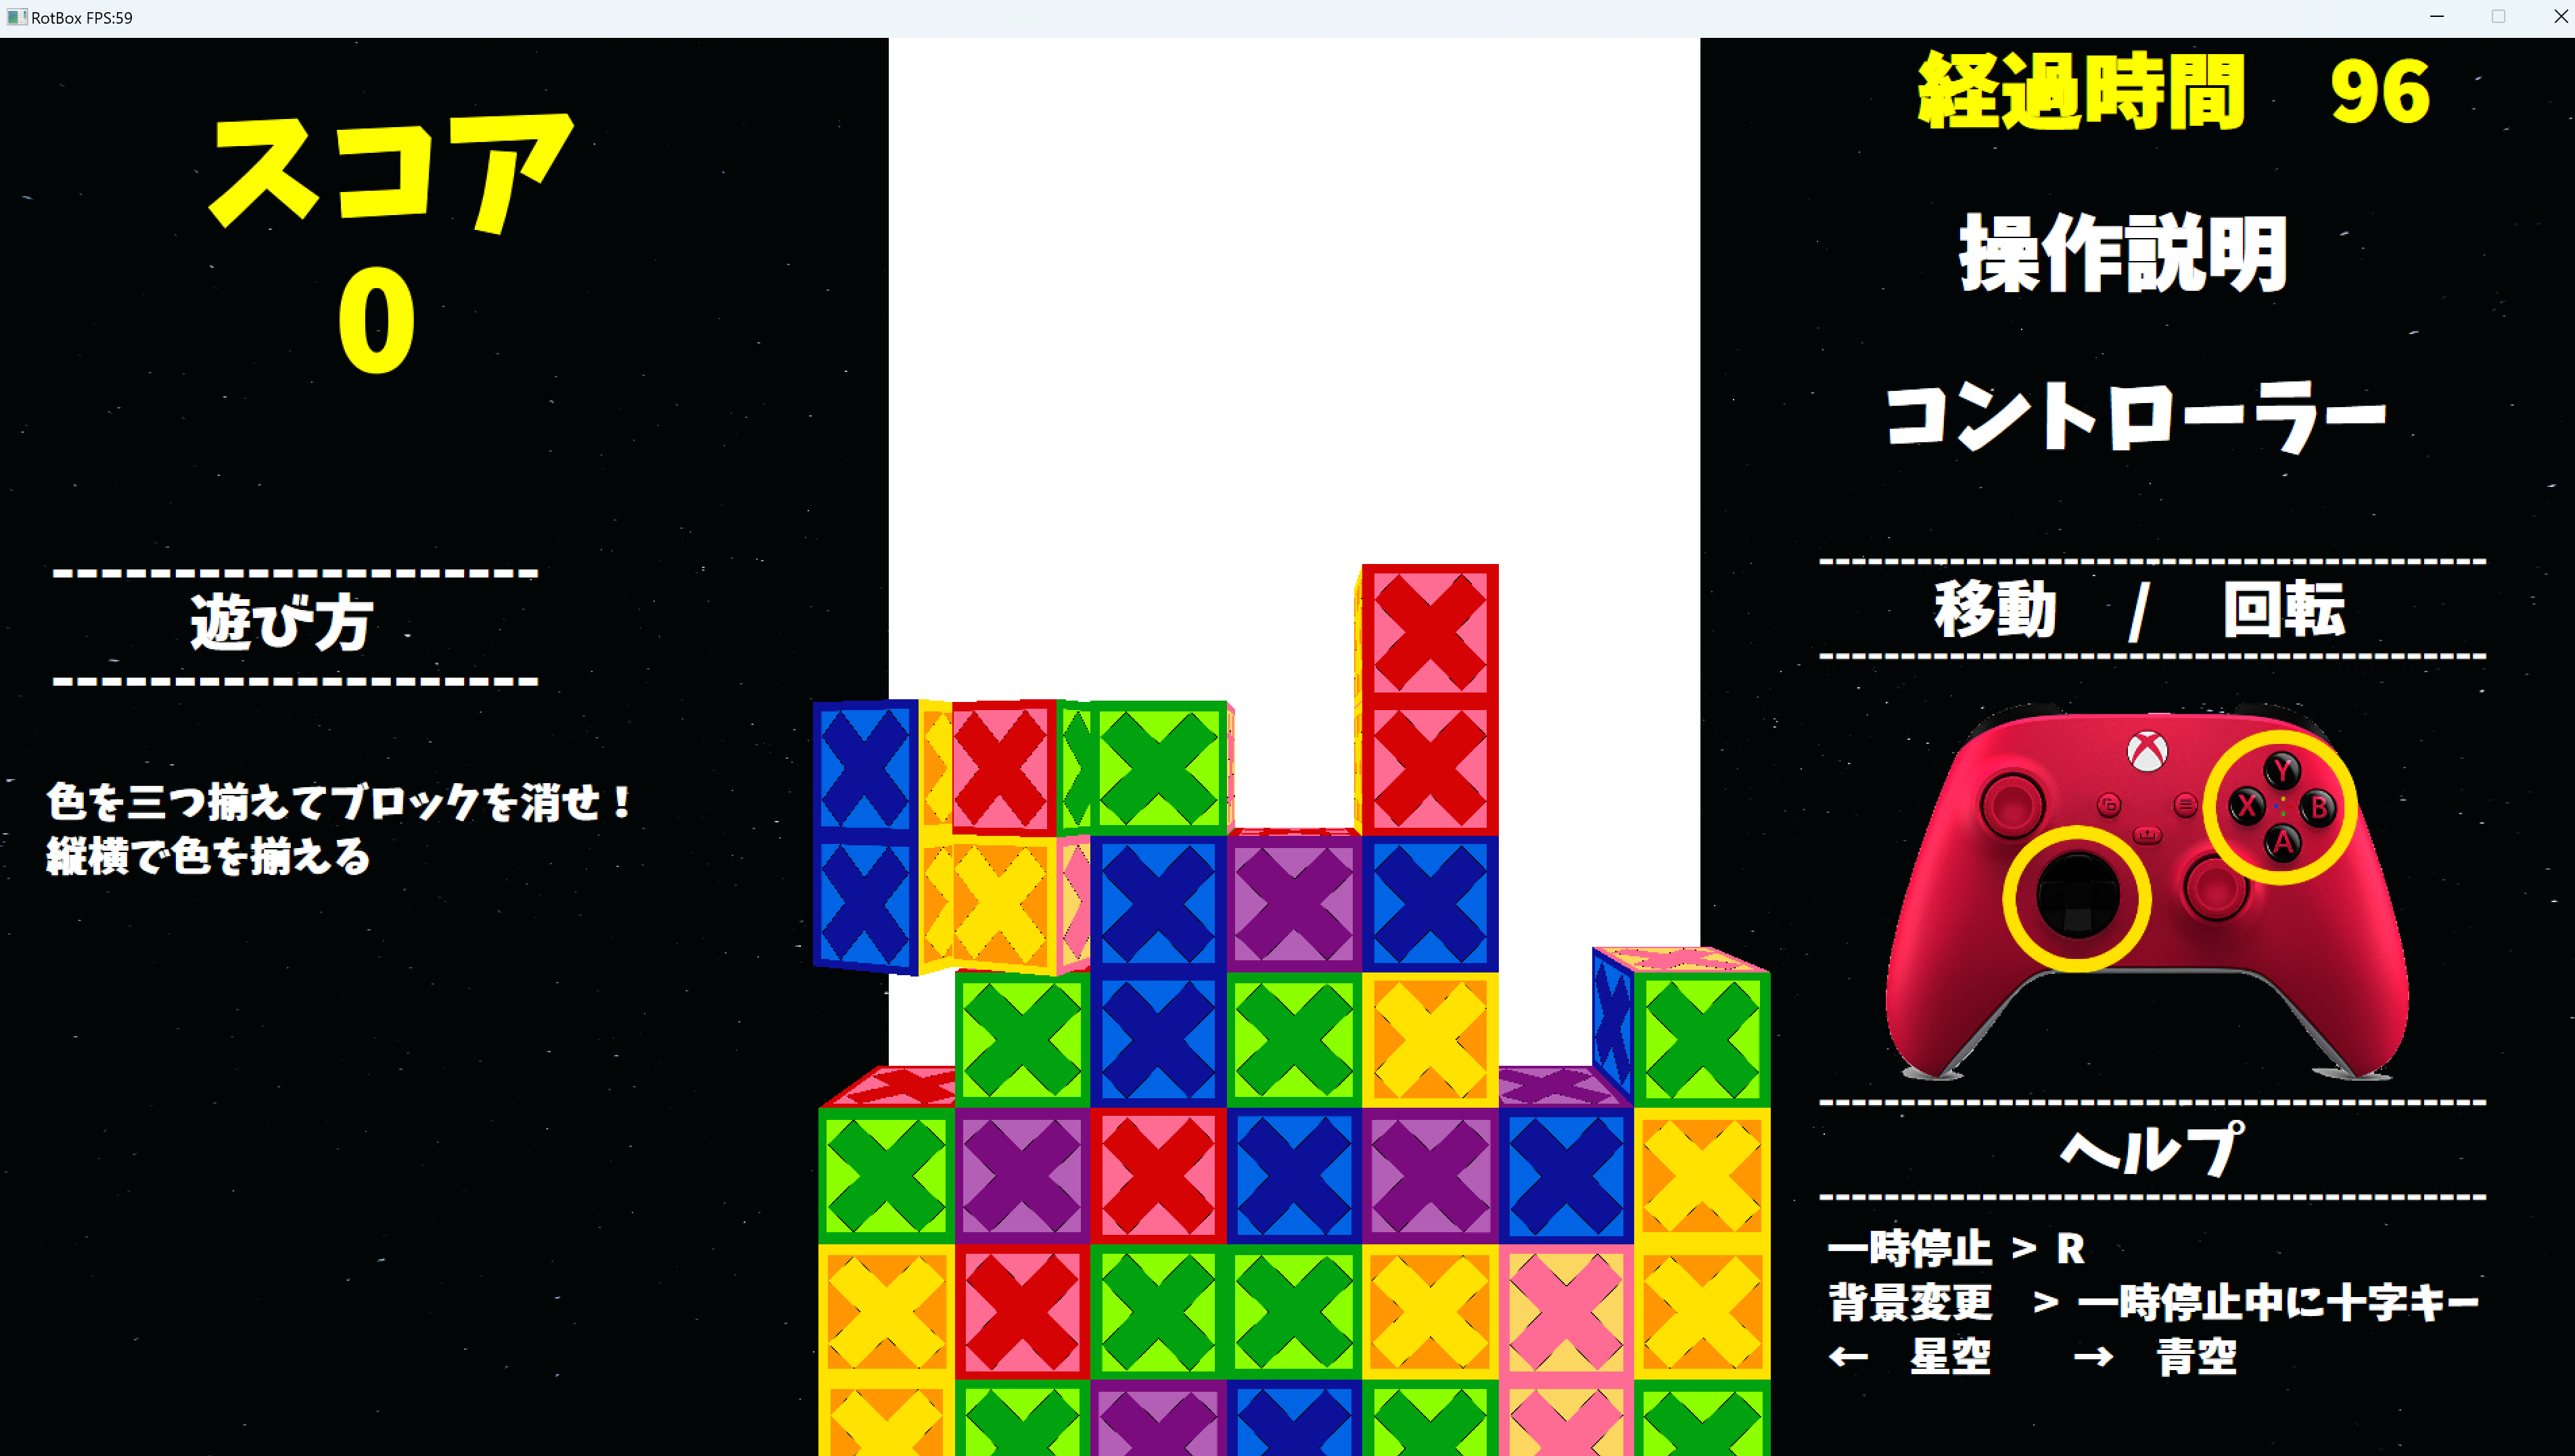 RotBox FPS:59
スコア
0
---------------------
遊び方
---------------------
色を三つ揃えてブロックを消せ！
縦横で色を揃える
経過時間　96
操作説明
コントローラー
移動　/　回転
Y
X
B
A
ヘルプ
一時停止 > R
背景変更　> 一時停止中に十字キー
←　星空　　→　青空